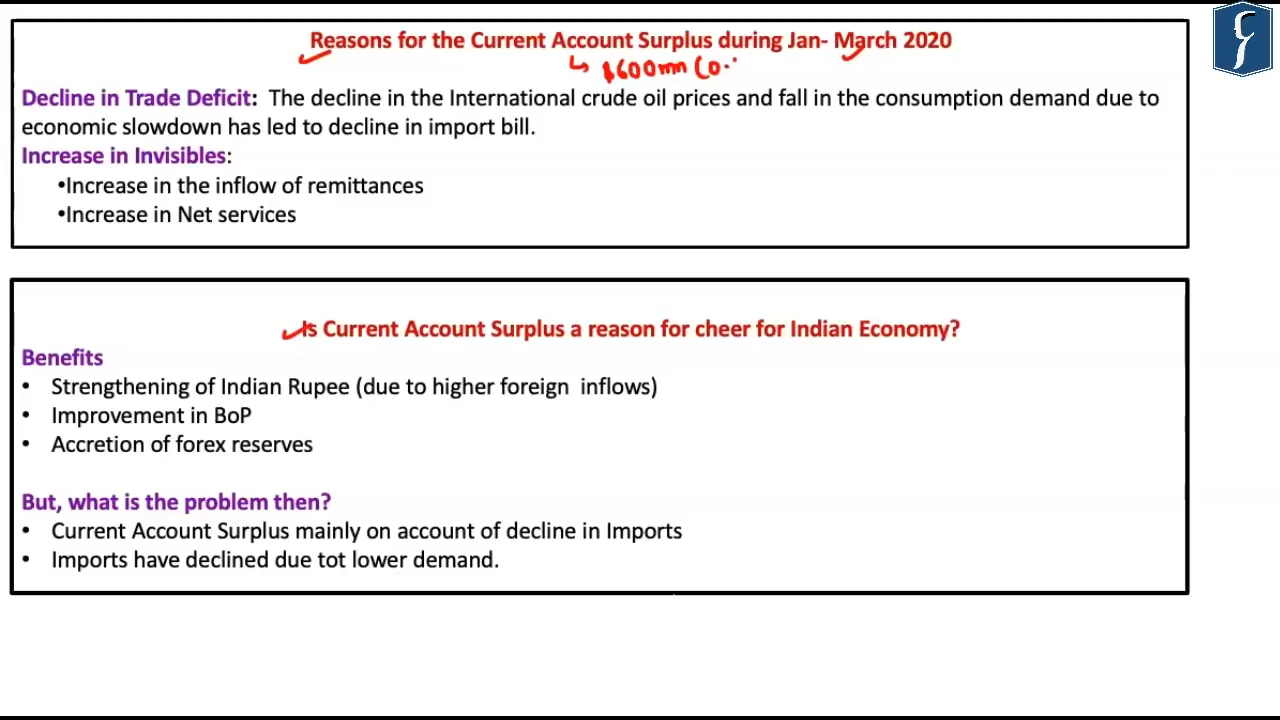 Reasons for the Current Account Surplus during Jan- March 2020
$600mn (0.
Decline in Trade Deficit: The decline in the International crude oil prices and fall in the consumption demand due to
economic slowdown has led to decline in import bill.
Increase in Invisibles:
•Increase in the inflow of remittances
•Increase in Net services
Is Current Account Surplus a reason for cheer for Indian Economy?
Benefits
• Strengthening of Indian Rupee (due to higher foreign inflows)
• Improvement in BoP
• Accretion of forex reserves
But, what is the problem then?
• Current Account Surplus mainly on account of decline in Imports
• Imports have declined due tot lower demand.